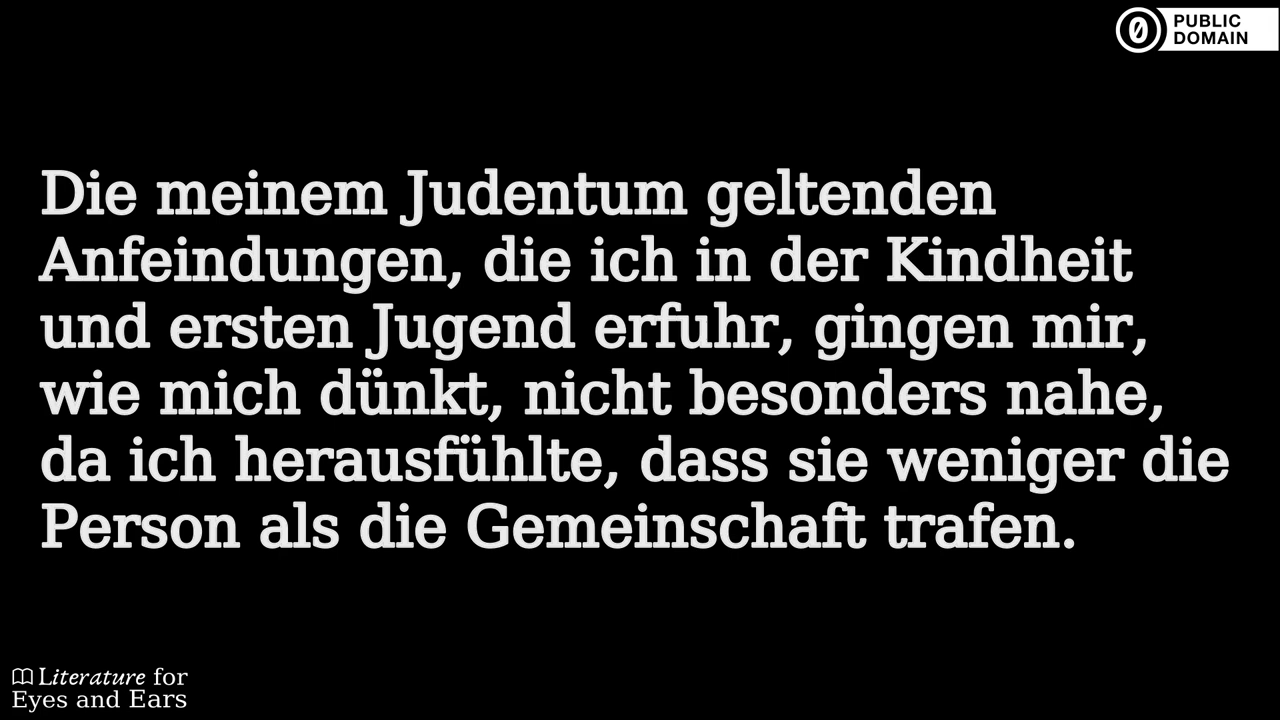 PUBLIC
DOMAIN
Die meinem Judentum geltenden
Anfeindungen, die ich in der Kindheit
und ersten Jugend erfuhr, gingen mir,
wie mich dünkt, nicht besonders nahe,
da ich herausfühlte, dass sie weniger die
Person als die Gemeinschaft trafen.
Literature for
Eyes and Ears